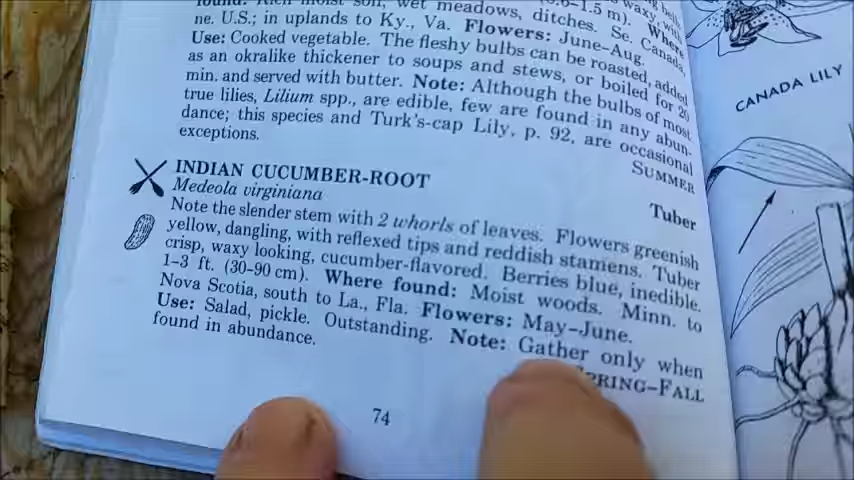 found: Rich moist soil, wet meadows, ditches. Se. Canada,
ne. U.S.; in uplands to Ky., Va. Flowers: June–Aug.
Use: Cooked vegetable. The fleshy bulbs can be roasted, added
as an okralike thickener to soups and stews, or boiled for 20
min. and served with butter. Note: Although the bulbs of most
true lilies, Lilium spp., are edible, few are found in any abun-
dance; this species and Turk's-cap Lily, p. 92, are occasional
exceptions.
SUMMER
INDIAN CUCUMBER-ROOT
Tuber
Medeola virginiana
Note the slender stem with 2 whorls of leaves. Flowers greenish
yellow, dangling, with reflexed tips and reddish stamens. Tuber
crisp, waxy looking, cucumber-flavored. Berries blue, inedible.
1–3 ft. (30–90 cm). Where found: Moist woods. Minn. to
Nova Scotia, south to La., Fla. Flowers: May–June.
Use: Salad, pickle. Outstanding. Note: Gather only when
found in abundance.
SPRING–FALL
74
CANADA LILY